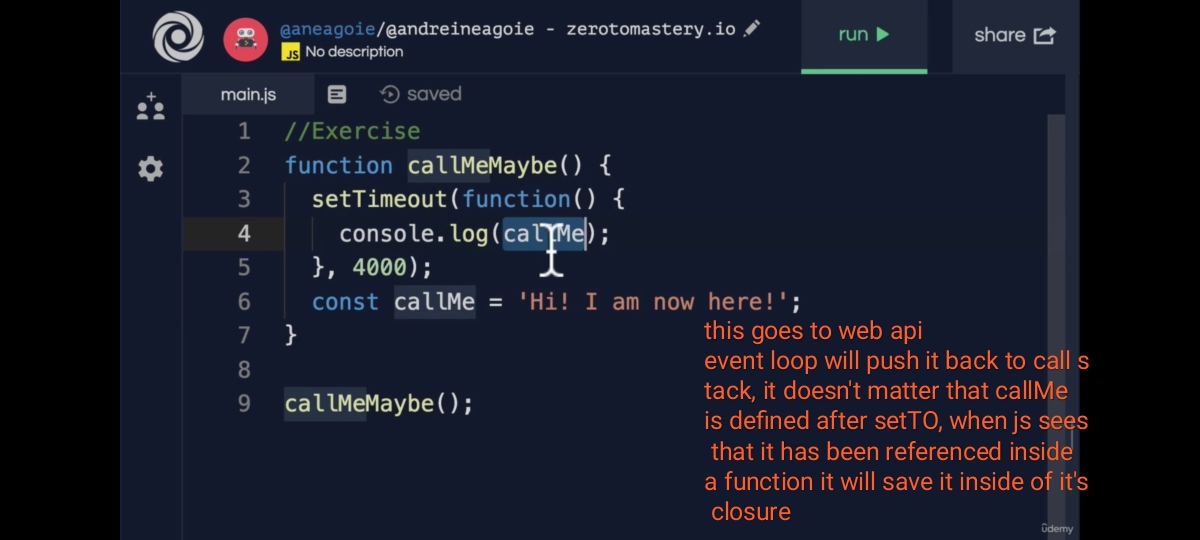 @aneagoie/@andreineagoie - zerotomastery.io
JS No description
run
share
main.js
saved
1 //Exercise
2 function callMeMaybe() {
3 setTimeout(function() {
4 console.log(callMe);
5 }, 4000);
6 const callMe = 'Hi! I am now here!';
7 }
8
9 callMeMaybe();
this goes to web api
event loop will push it back to call s
tack, it doesn't matter that callMe
is defined after setTO, when js sees
that it has been referenced inside
a function it will save it inside of it's
closure
ûdemy